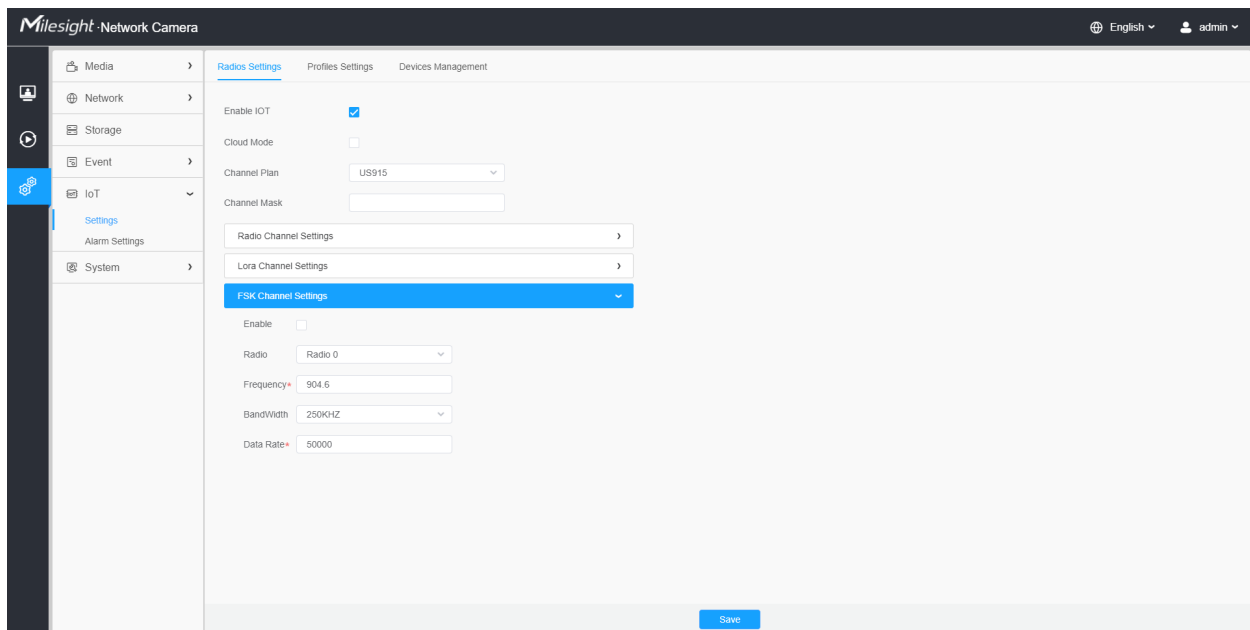 Milesight ·Network Camera
English
admin
Media
Network
Storage
Event
IoT
Settings
Alarm Settings
System
Radios Settings
Profiles Settings
Devices Management
Enable IOT
Cloud Mode
Channel Plan
US915
Channel Mask
Radio Channel Settings
Lora Channel Settings
FSK Channel Settings
Enable
Radio
Radio 0
Frequency*
904.6
BandWidth
250KHZ
Data Rate*
50000
Save